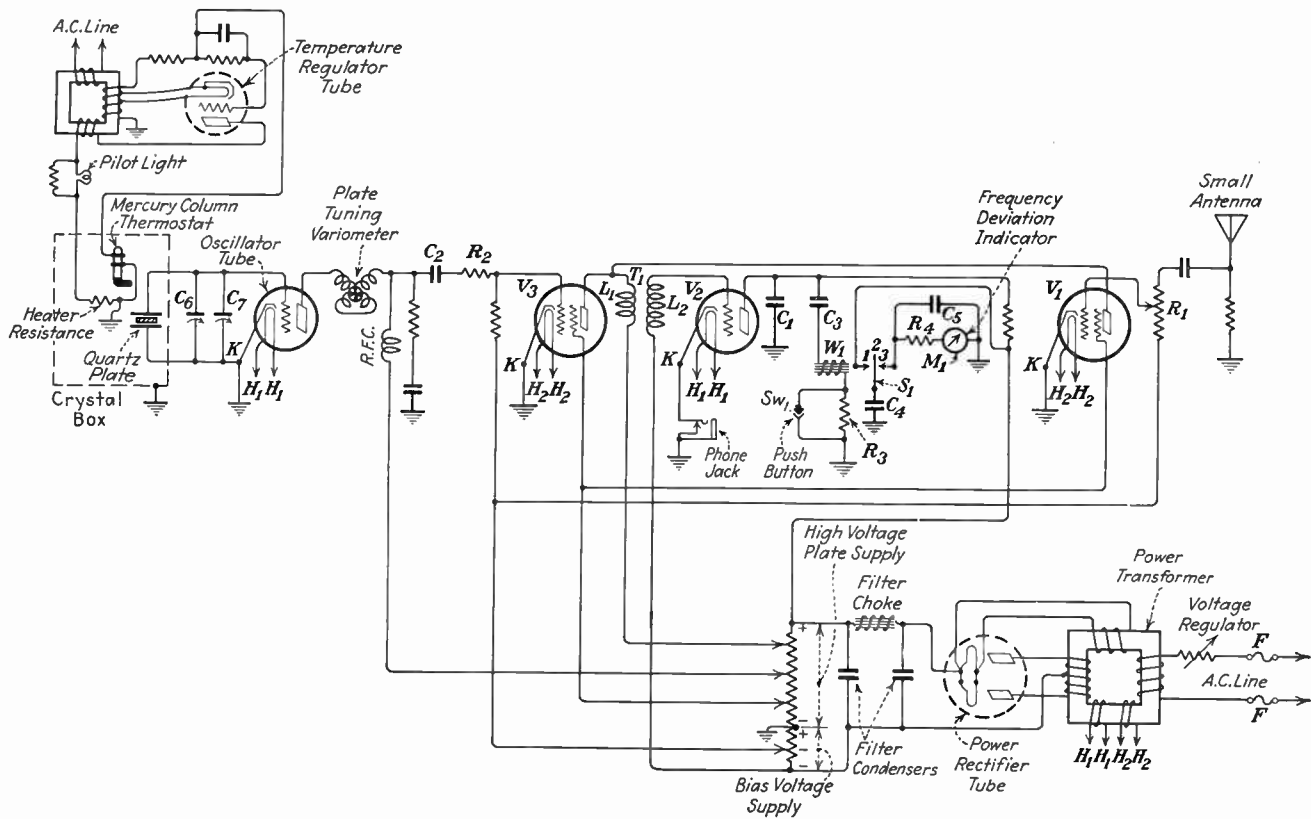 A.C. Line
Temperature
Regulator
Tube
Pilot Light
Mercury Column
Thermostat
Oscillator
Tube
Plate
Tuning
Variometer
C2
R2
Frequency
Deviation
Indicator
Small
Antenna
C6
C7
K
H1 H1
Heater
Resistance
Quartz
Plate
Crystal
Box
R.F.C.
V3
K
H2 H2
L1
T1
L2
V2
K
H1 H1
C1
C3
W1
1 2 3
S1
C4
C5
R4
M1
Sw1.
Push
Button
R3
Phone
Jack
V1
K
H2 H2
R1
High Voltage
Plate Supply
Filter
Choke
Power
Transformer
Voltage
Regulator
F
A.C. Line
F
+
-
+
-
-
Filter
Condensers
Bias Voltage
Supply
Power
Rectifier
Tube
H1 H1 H2 H2